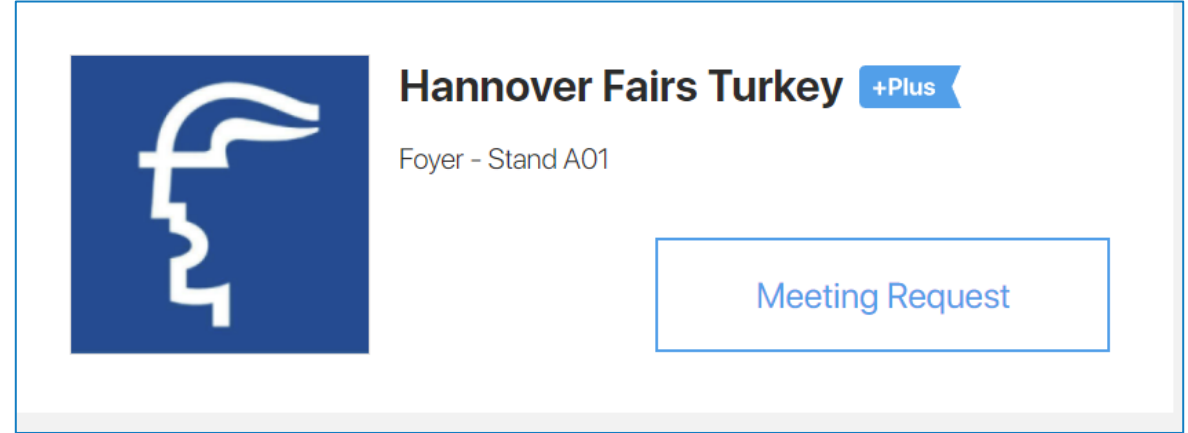 Hannover Fairs Turkey +Plus
Foyer - Stand A01
Meeting Request